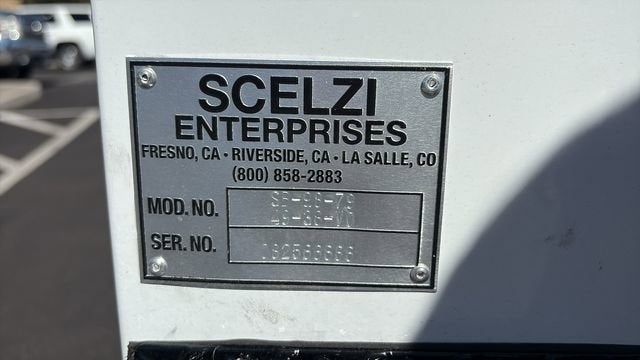 SCELZI
ENTERPRISES
FRESNO, CA · RIVERSIDE, CA · LA SALLE, CO
(800) 858-2883
MOD. NO.
SER. NO.